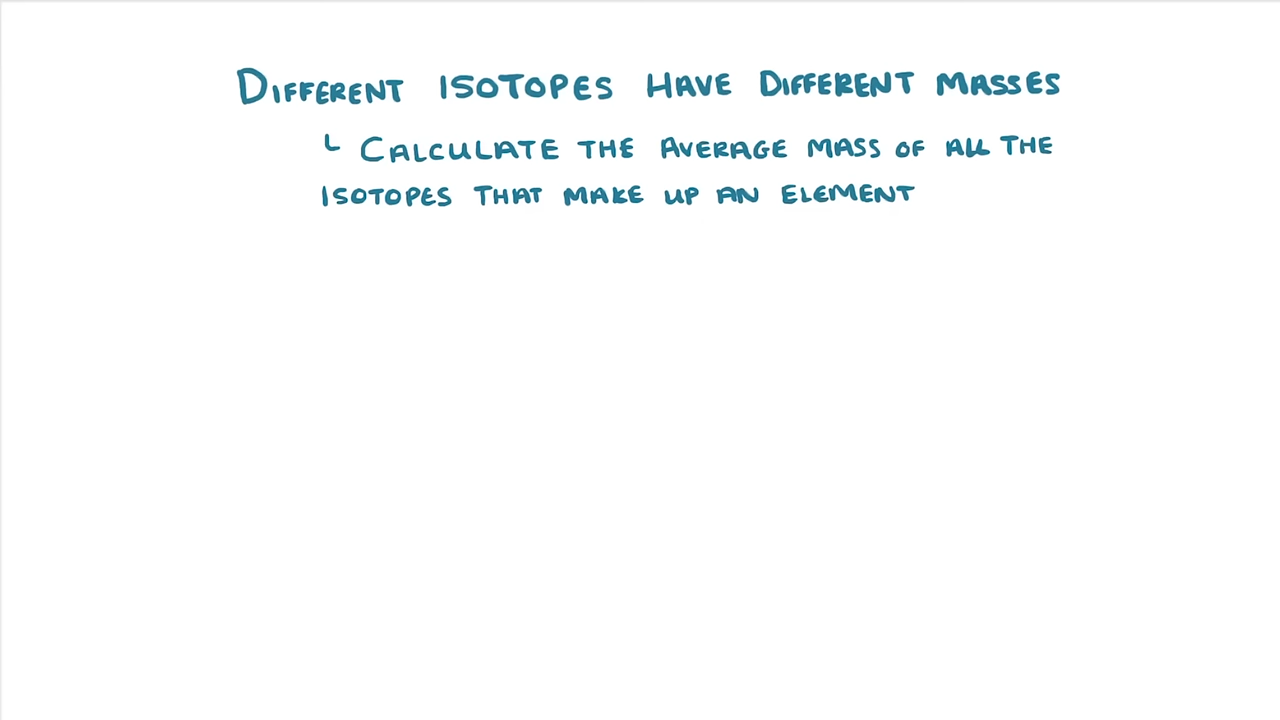 DIFFERENT ISOTOPES HAVE DIFFERENT MASSES
└ CALCULATE THE AVERAGE MASS OF ALL THE
ISOTOPES THAT MAKE UP AN ELEMENT